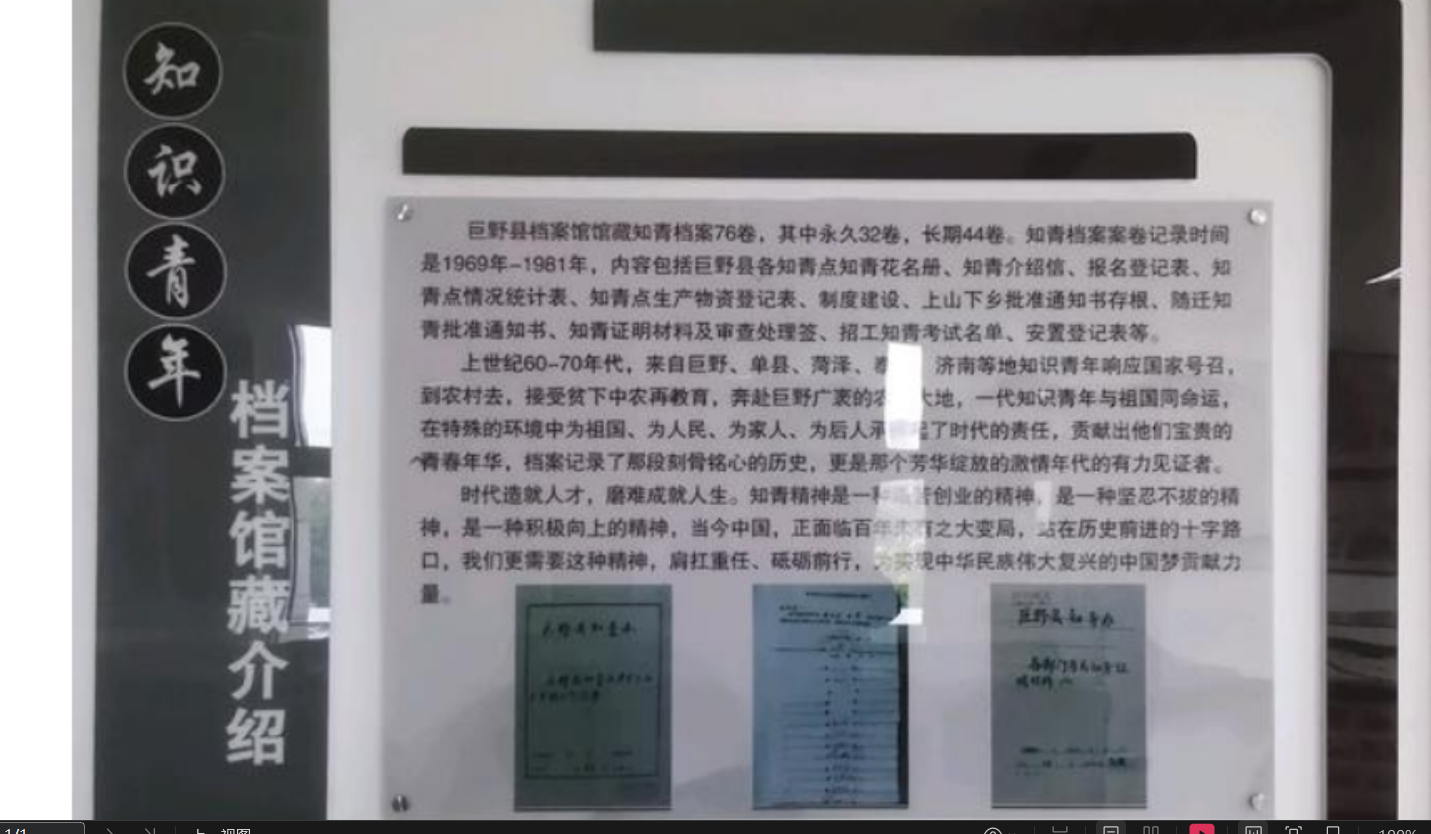 知
识
青
年
档案馆藏介绍
巨野县档案馆馆藏知青档案76卷，其中永久32卷，长期44卷。知青档案案卷记录时间
是1969年-1981年，内容包括巨野县各知青点知青花名册、知青介绍信、报名登记表、知
青点情况统计表、知青点生产物资登记表、制度建设、上山下乡批准通知书存根、随迁知
青批准通知书、知青证明材料及审查处理签、招工知青考试名单、安置登记表等。
上世纪60-70年代，来自巨野、单县、菏泽、 济南等地知识青年响应国家号召，
到农村去，接受贫下中农再教育，奔赴巨野广袤的农 大地，一代知识青年与祖国同命运，
在特殊的环境中为祖国、为人民、为家人、为后人承 起了时代的责任，贡献出他们宝贵的
青春年华，档案记录了那段刻骨铭心的历史，更是那个芳华绽放的激情年代的有力见证者。
时代造就人才，磨难成就人生。知青精神是一种 创业的精神，是一种坚忍不拔的精
神，是一种积极向上的精神，当今中国，正面临百年未有之大变局，站在历史前进的十字路
口，我们更需要这种精神，肩扛重任、砥砺前行，为实现中华民族伟大复兴的中国梦贡献力
量。
巨野县知青办
各部门有关知青证
明材料
1/1
视图
100%